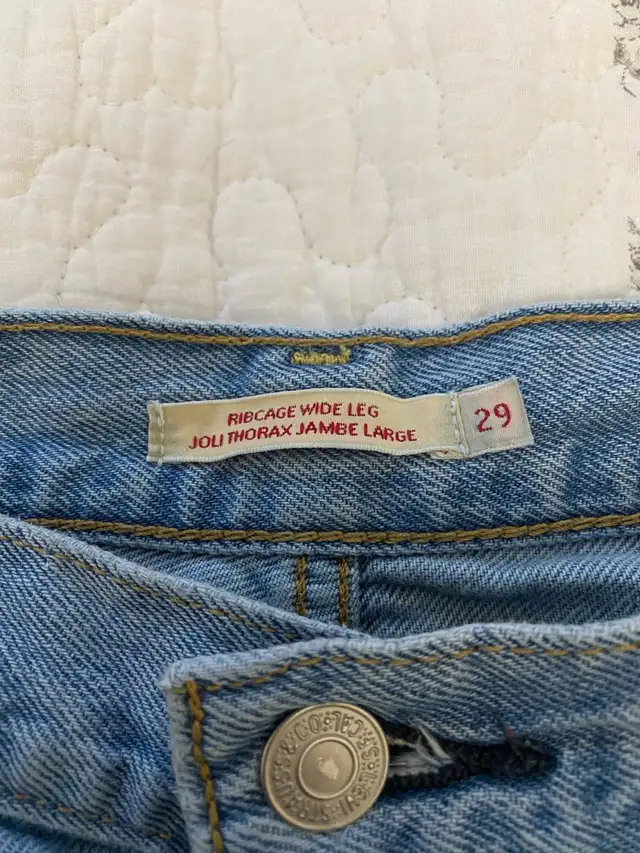 RIBCAGE WIDE LEG
JOLI THORAX JAMBE LARGE
29